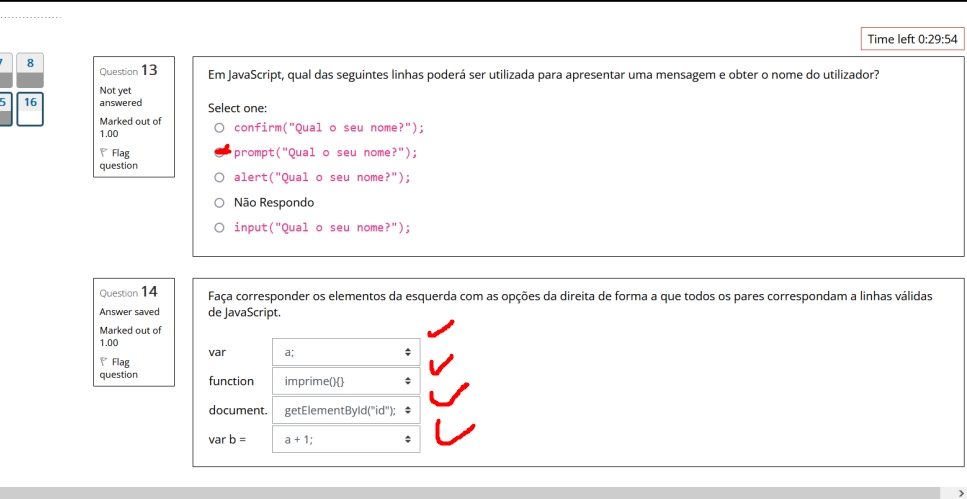 Time left 0:29:54
8
16
Question 13
Not yet
answered
Marked out of
1.00
Flag
question
Em JavaScript, qual das seguintes linhas poderá ser utilizada para apresentar uma mensagem e obter o nome do utilizador?
Select one:
confirm("Qual o seu nome?");
prompt("Qual o seu nome?");
alert("Qual o seu nome?");
Não Respondo
input("Qual o seu nome?");
Question 14
Answer saved
Marked out of
1.00
Flag
question
Faça corresponder os elementos da esquerda com as opções da direita de forma a que todos os pares correspondam a linhas válidas
de JavaScript.
var a;
function imprime(){}
document. getElementById("id");
var b = a + 1;